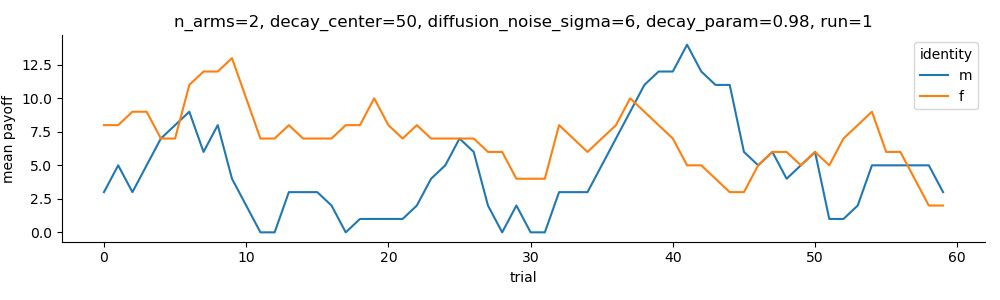 n_arms=2, decay_center=50, diffusion_noise_sigma=6, decay_param=0.98, run=1
identity
m
f
mean payoff
12.5
10.0
7.5
5.0
2.5
0.0
0 10 20 30 40 50 60
trial